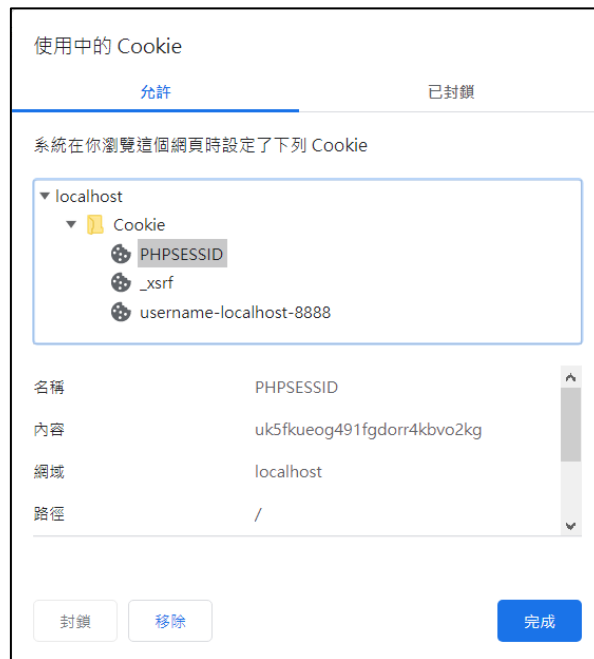 使用中的 Cookie
允許 已封鎖
系統在你瀏覽這個網頁時設定了下列 Cookie
localhost
Cookie
PHPSESSID
_xsrf
username-localhost-8888
名稱 PHPSESSID
內容 uk5fkueog491fgdorr4kbvo2kg
網域 localhost
路徑 /
封鎖 移除 完成